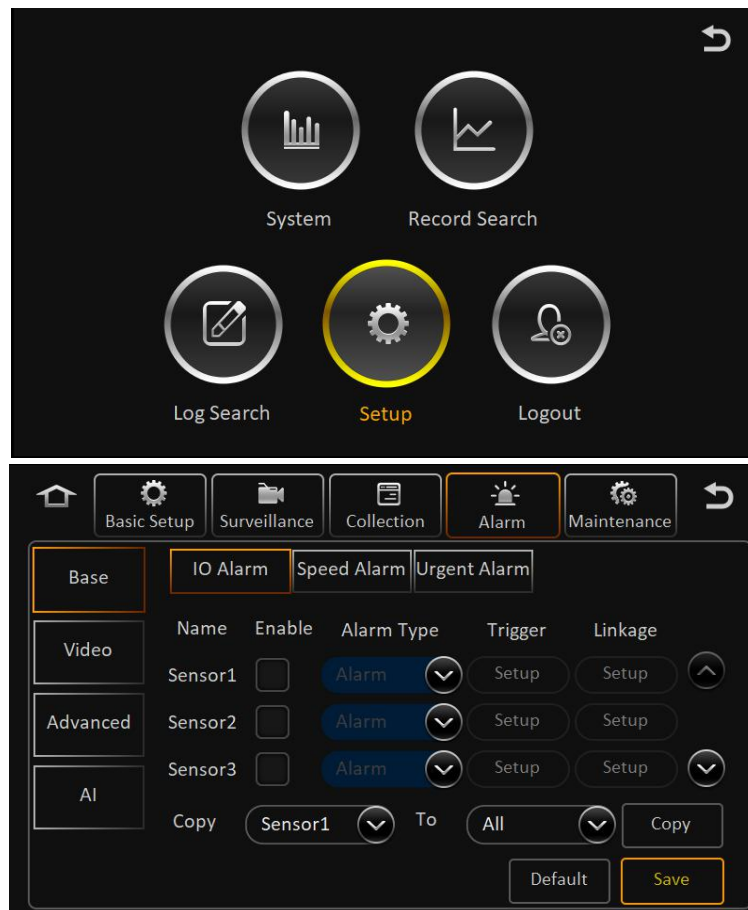 System Record Search
Log Search Setup Logout
Basic Setup Surveillance Collection Alarm Maintenance
Base IO Alarm Speed Alarm Urgent Alarm
Name Enable Alarm Type Trigger Linkage
Video
Sensor1 Alarm Setup Setup
Advanced Sensor2 Alarm Setup Setup
Sensor3 Alarm Setup Setup
AI
Copy Sensor1 To All Copy
Default Save